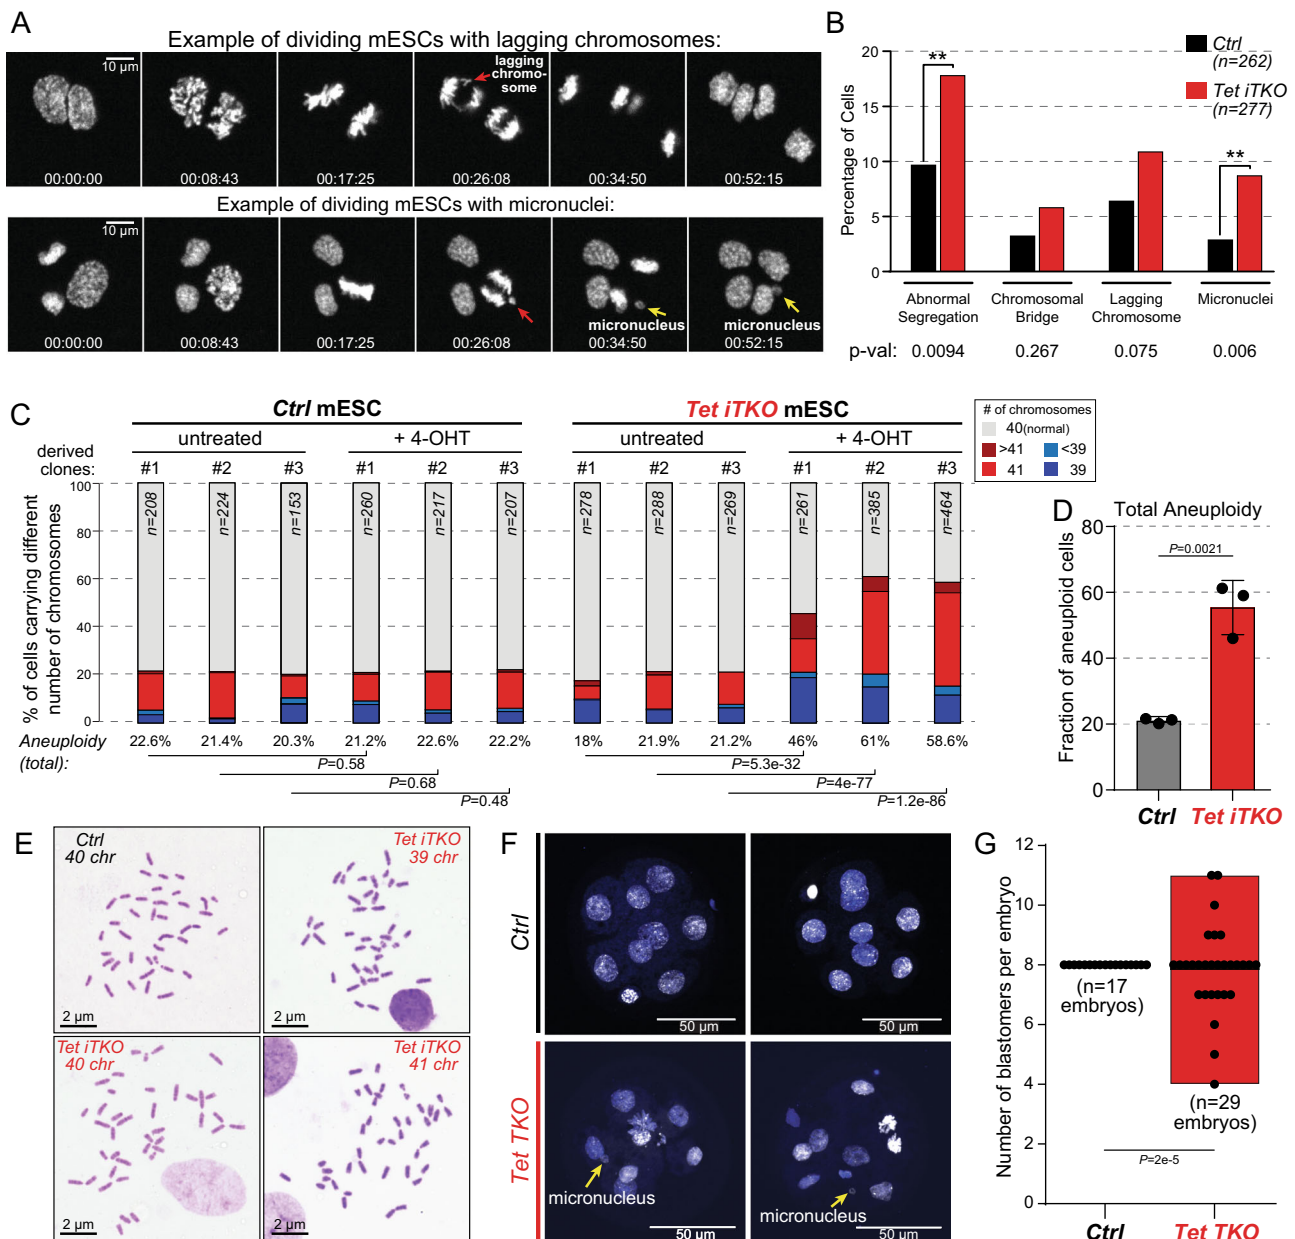 A
Example of dividing mESCs with lagging chromosomes:
10 µm
lagging
chromo-
some
00:00:00
00:08:43
00:17:25
00:26:08
00:34:50
00:52:15
Example of dividing mESCs with micronuclei:
10 µm
micronucleus
micronucleus
00:00:00
00:08:43
00:17:25
00:26:08
00:34:50
00:52:15
B
Percentage of Cells
20
15
10
5
0
**
**
Ctrl
(n=262)
Tet iTKO
(n=277)
Abnormal
Segregation
Chromosomal
Bridge
Lagging
Chromosome
Micronuclei
p-val: 0.0094 0.267 0.075 0.006
C
Ctrl mESC
Tet iTKO mESC
untreated
+ 4-OHT
untreated
+ 4-OHT
derived
clones:
#1 #2 #3 #1 #2 #3 #1 #2 #3 #1 #2 #3
# of chromosomes
40(normal)
>41
<39
41
39
% of cells carrying different
number of chromosomes
100
80
60
40
20
0
n=208
n=224
n=153
n=260
n=217
n=207
n=278
n=288
n=269
n=261
n=385
n=464
Aneuploidy
(total):
22.6% 21.4% 20.3% 21.2% 22.6% 22.2% 18% 21.9% 21.2% 46% 61% 58.6%
P=0.58
P=0.68
P=0.48
P=5.3e-32
P=4e-77
P=1.2e-86
D
Total Aneuploidy
Fraction of aneuploid cells
80
60
40
20
0
P=0.0021
Ctrl
Tet iTKO
E
Ctrl
40 chr
2 µm
Tet iTKO
39 chr
2 µm
Tet iTKO
40 chr
2 µm
Tet iTKO
41 chr
2 µm
F
Ctrl
50 µm
50 µm
Tet TKO
micronucleus
50 µm
micronucleus
50 µm
G
Number of blastomers per embryo
12
10
8
6
4
2
0
(n=17
embryos)
(n=29
embryos)
P=2e-5
Ctrl
Tet TKO